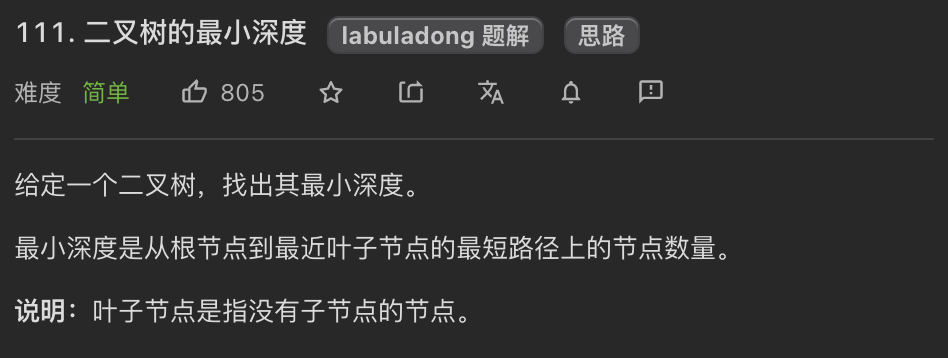 111. 二叉树的最小深度 labuladong 题解 思路
难度 简单 805
给定一个二叉树，找出其最小深度。
最小深度是从根节点到最近叶子节点的最短路径上的节点数量。
说明：叶子节点是指没有子节点的节点。